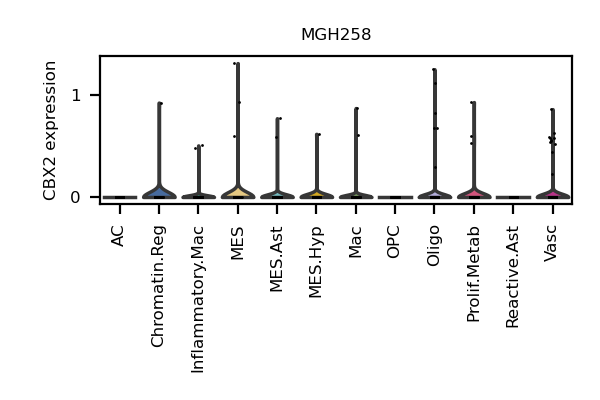 MGH258
CBX2 expression
1
0
AC
Chromatin.Reg
Inflammatory.Mac
MES
MES.Ast
MES.Hyp
Mac
OPC
Oligo
Prolif.Metab
Reactive.Ast
Vasc